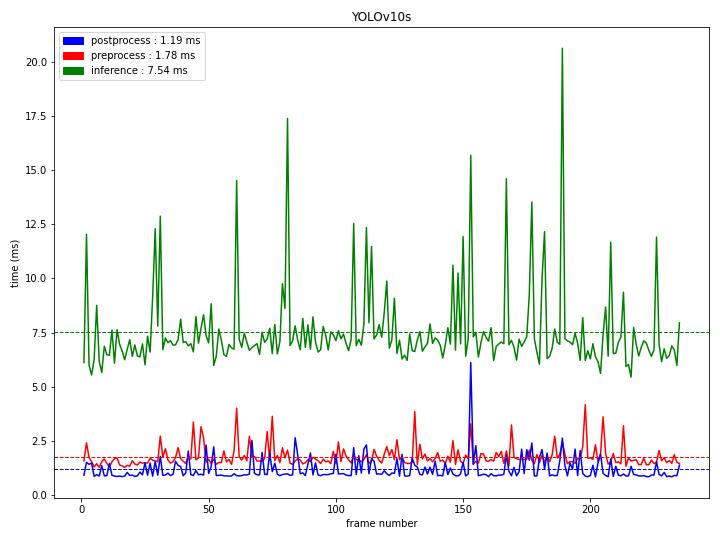 YOLOv10s
postprocess : 1.19 ms
preprocess : 1.78 ms
inference : 7.54 ms
20.0
17.5
15.0
12.5
10.0
7.5
5.0
2.5
0.0
time (ms)
0 50 100 150 200
frame number